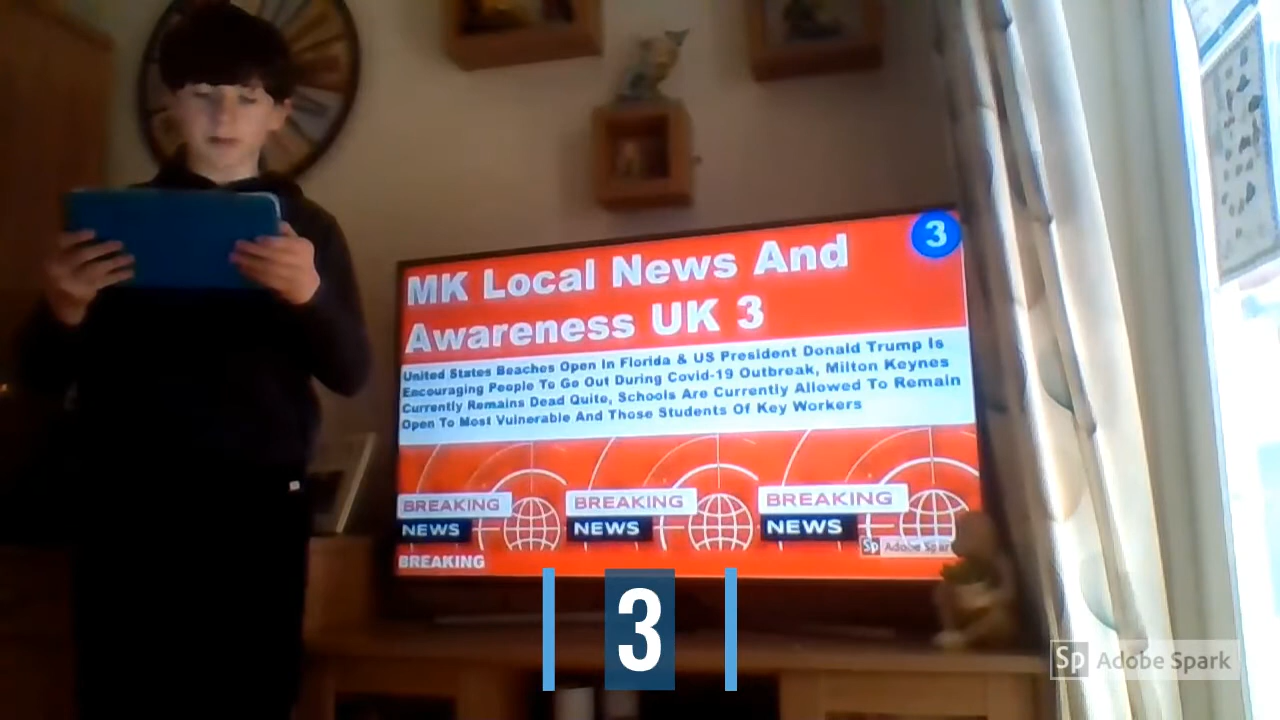 3
MK Local News And
Awareness UK 3
United States Beaches Open In Florida & US President Donald Trump Is
Encouraging People To Go Out During Covid-19 Outbreak, Milton Keynes
Currently Remains Dead Quite, Schools Are Currently Allowed To Remain
Open To Most Vulnerable And Those Students Of Key Workers
BREAKING
NEWS
BREAKING
NEWS
BREAKING
NEWS
Sp Adobe Spar
BREAKING
3
Sp Adobe Spark